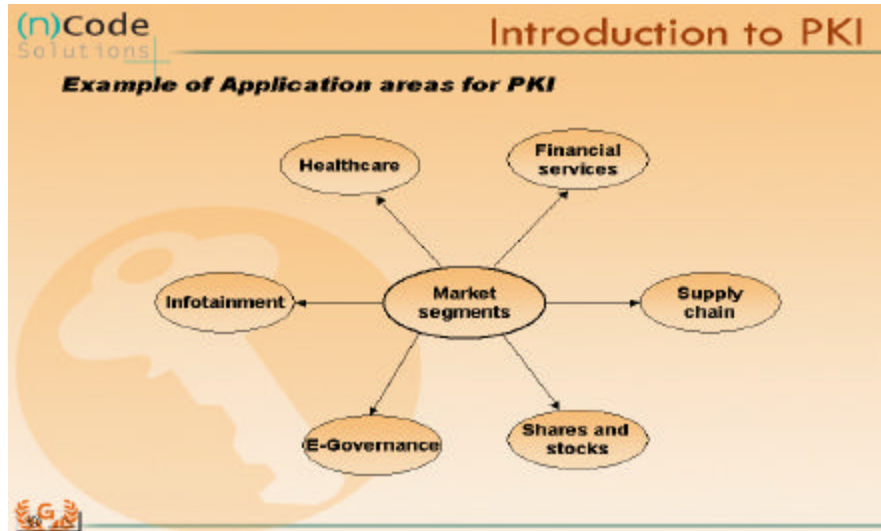 (n)Code
Solutions
Introduction to PKI
Example of Application areas for PKI
Healthcare
Financial
services
Infotainment
Market
segments
Supply
chain
E-Governance
Shares and
stocks
G